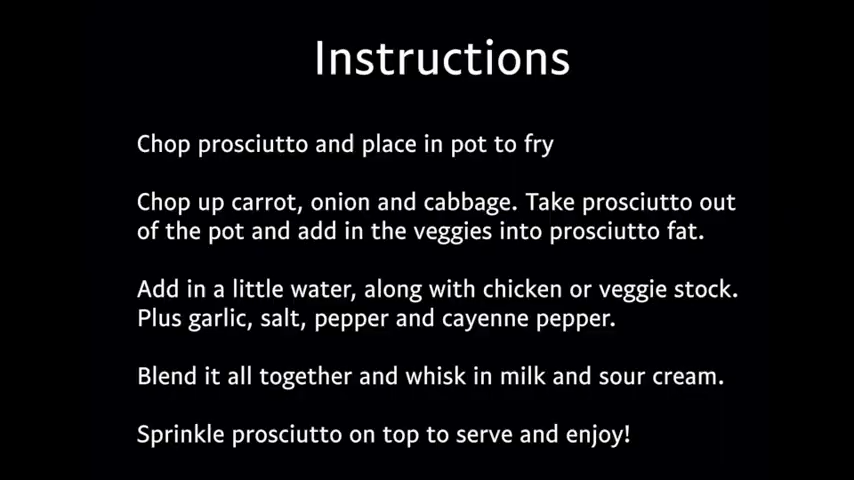 Instructions
Chop prosciutto and place in pot to fry
Chop up carrot, onion and cabbage. Take prosciutto out
of the pot and add in the veggies into prosciutto fat.
Add in a little water, along with chicken or veggie stock.
Plus garlic, salt, pepper and cayenne pepper.
Blend it all together and whisk in milk and sour cream.
Sprinkle prosciutto on top to serve and enjoy!